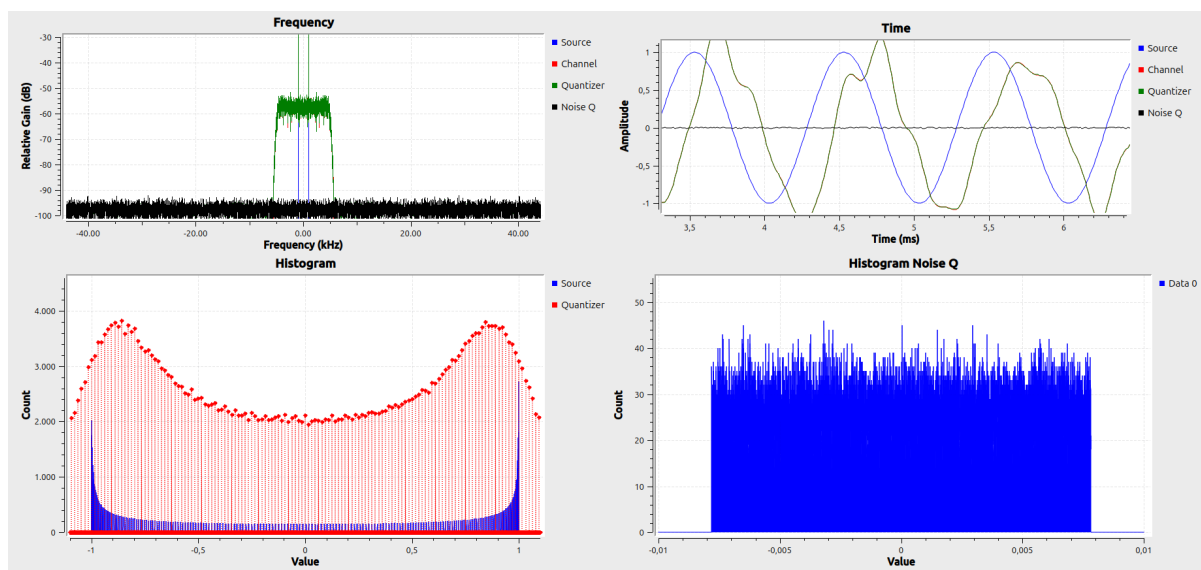 Frequency
-30
-40
-50
-60
-70
-80
-90
-100
Relative Gain (dB)
-40.00
-20.00
0.00
20.00
40.00
Frequency (kHz)
Source
Channel
Quantizer
Noise Q
Time
1
0,5
0
-0,5
-1
Amplitude
3,5
4
4,5
5
5,5
6
Time (ms)
Source
Channel
Quantizer
Noise Q
Histogram
4.000
3.000
2.000
1.000
0
Count
-1
-0,5
0
0,5
1
Value
Source
Quantizer
Histogram Noise Q
50
40
30
20
10
0
Count
-0,01
-0,005
0
0,005
0,01
Value
Data 0